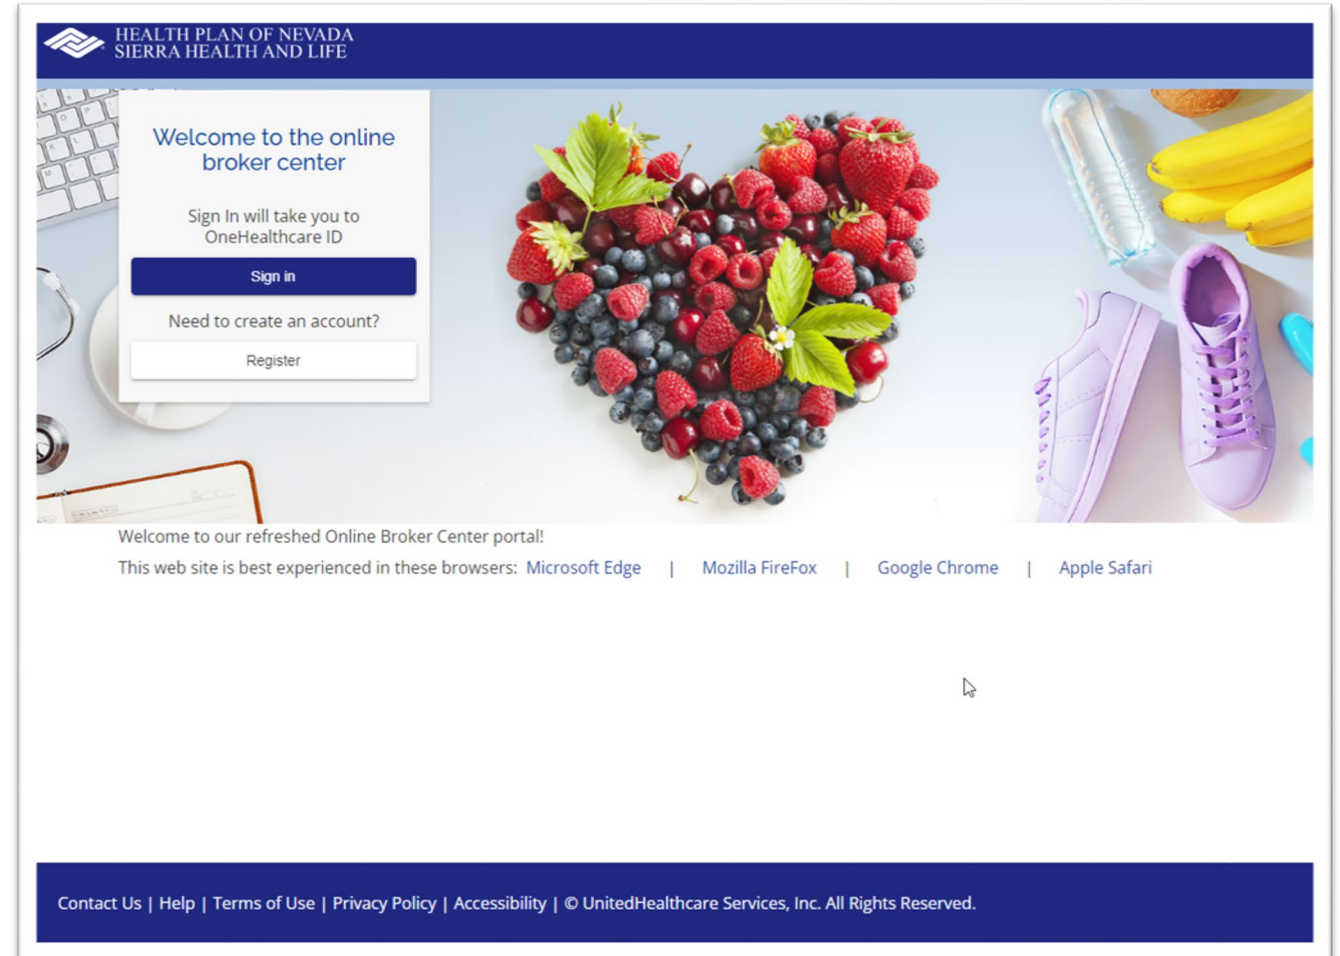 HEALTH PLAN OF NEVADA
SIERRA HEALTH AND LIFE
Welcome to the online
broker center
Sign In will take you to
OneHealthcare ID
Sign in
Need to create an account?
Register
Welcome to our refreshed Online Broker Center portal!
This web site is best experienced in these browsers: Microsoft Edge | Mozilla FireFox | Google Chrome | Apple Safari
Contact Us | Help | Terms of Use | Privacy Policy | Accessibility | © UnitedHealthcare Services, Inc. All Rights Reserved.